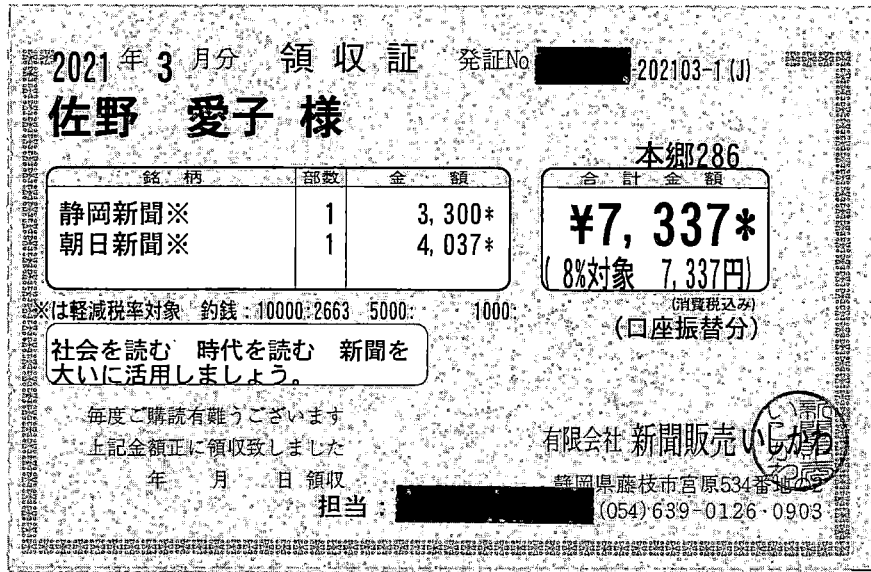 2021 年 3 月分 領収証 発証No 202103-1 (J)
佐野 愛子 様
本郷286
銘柄 部数 金額
合計金額
静岡新聞※ 1 3,300*
朝日新聞※ 1 4,037*
¥7,337*
( 8%対象 7,337円)
(消費税込み)
(口座振替分)
※は軽減税率対象 釣銭:10000:2663 5000: 1000:
社会を読む 時代を読む 新聞を
大いに活用しましょう。
毎度ご購読有難うございます
上記金額正に領収致しました
年 月 日 領収
担当:
有限会社 新聞販売いしがわ
静岡県藤枝市宮原534番地の2
(054)639-0126・0903